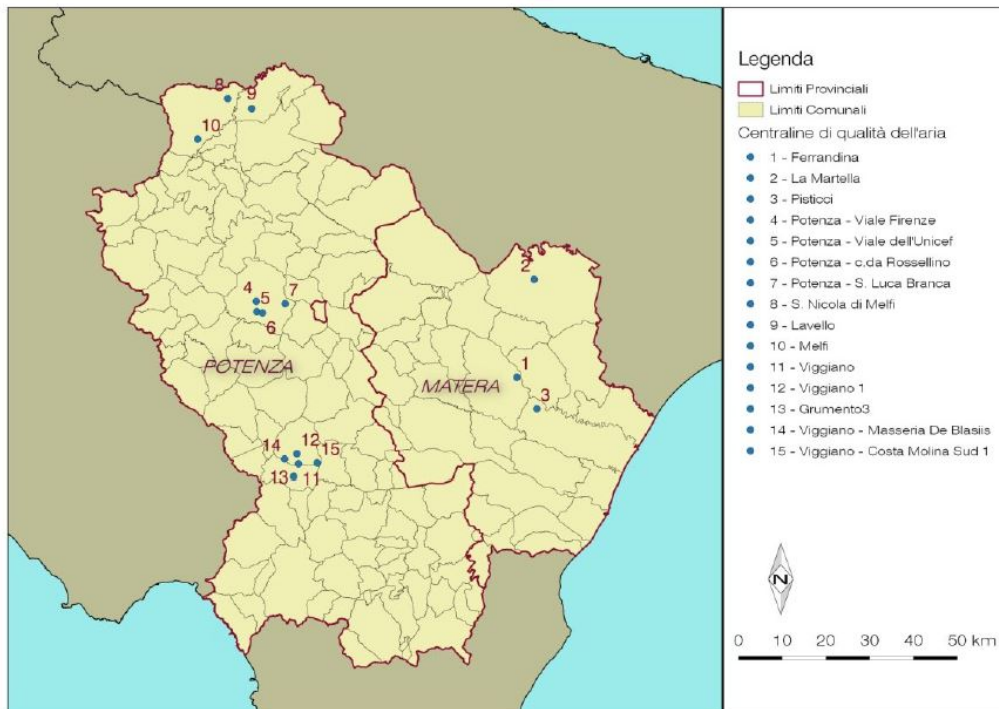 8
9
10
2
4
5
7
6
POTENZA
1
MATERA
3
12
14
15
13
11
Legenda
Limiti Provinciali
Limiti Comunali
Centraline di qualità dell'aria
1 - Ferrandina
2 - La Martella
3 - Pisticci
4 - Potenza - Viale Firenze
5 - Potenza - Viale dell'Unicef
6 - Potenza - c.da Rossellino
7 - Potenza - S. Luca Branca
8 - S. Nicola di Melfi
9 - Lavello
10 - Melfi
11 - Viggiano
12 - Viggiano 1
13 - Grumento3
14 - Viggiano - Masseria De Blasiis
15 - Viggiano - Costa Molina Sud 1
N
0 10 20 30 40 50 km